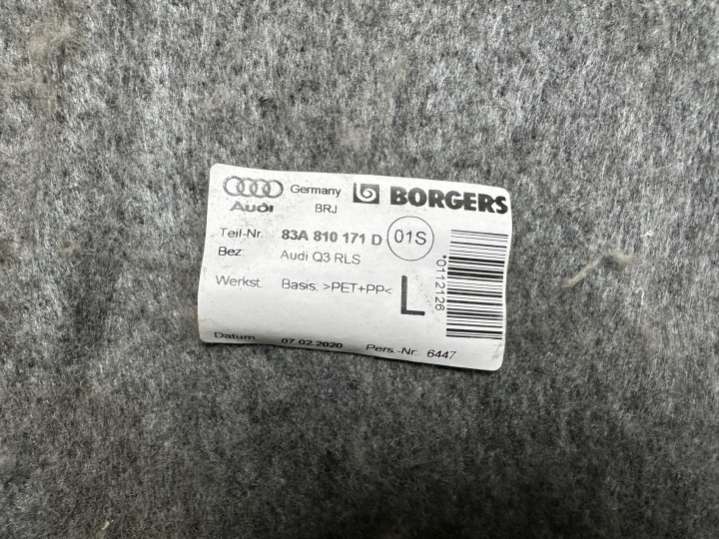 Audi Germany BORGERS
BRJ
Teil-Nr. 83A 810 171 D 01S
Bez Audi Q3 RLS
Werkst. Basis: >PET+PP< L
*0112126
Datum 07.02.2020 Pers.-Nr. 6447